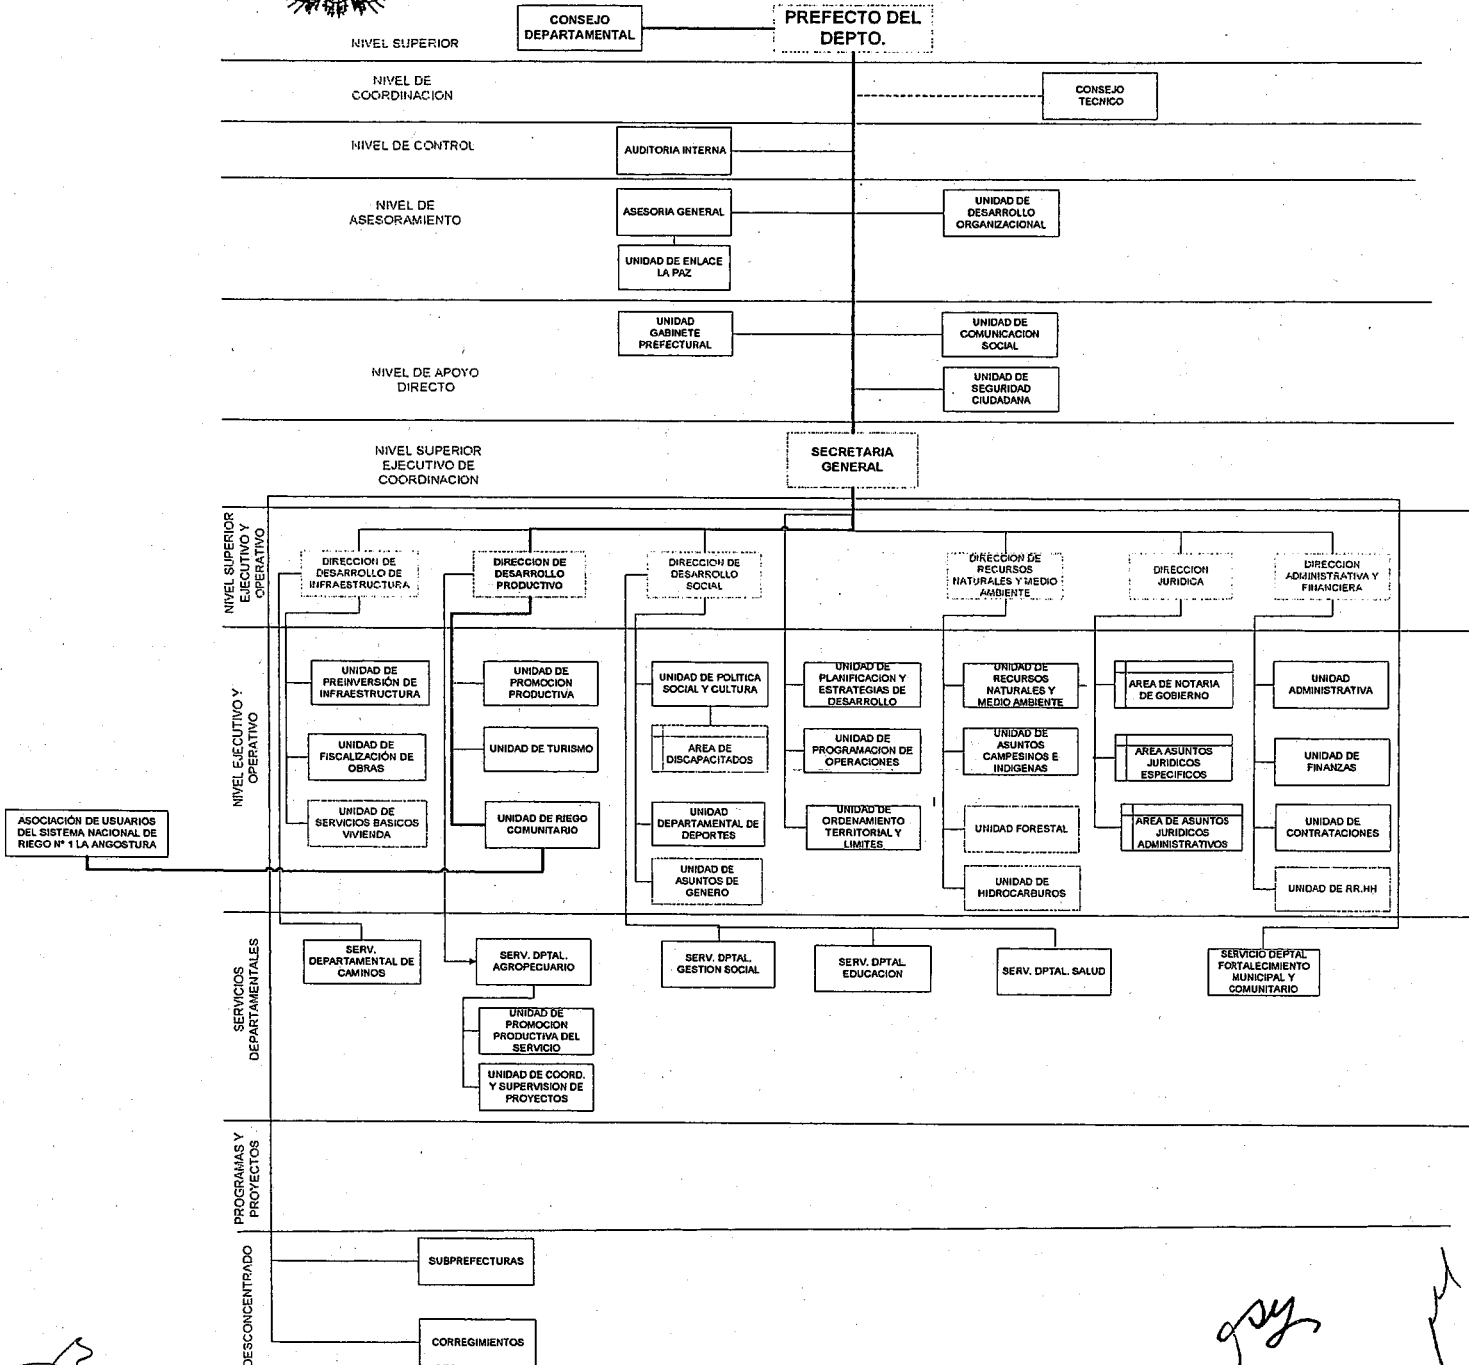 CONSEJO
DEPARTAMENTAL
PREFECTO DEL
DEPTO.
NIVEL SUPERIOR
NIVEL DE
COORDINACION
CONSEJO
TECNICO
NIVEL DE CONTROL
AUDITORIA INTERNA
NIVEL DE
ASESORAMIENTO
ASESORIA GENERAL
UNIDAD DE
DESARROLLO
ORGANIZACIONAL
UNIDAD DE ENLACE
LA PAZ
UNIDAD
GABINETE
PREFECTURAL
UNIDAD DE
COMUNICACION
SOCIAL
NIVEL DE APOYO
DIRECTO
UNIDAD DE
SEGURIDAD
CIUDADANA
NIVEL SUPERIOR
EJECUTIVO DE
COORDINACION
SECRETARIA
GENERAL
NIVEL SUPERIOR
EJECUTIVO Y
OPERATIVO
DIRECCION DE
DESARROLLO DE
INFRAESTRUCTURA
DIRECCION DE
DESARROLLO
PRODUCTIVO
DIRECCION DE
DESARROLLO
SOCIAL
DIRECCION DE
RECURSOS
NATURALES Y MEDIO
AMBIENTE
DIRECCION
JURIDICA
DIRECCION
ADMINISTRATIVA Y
FINANCIERA
NIVEL EJECUTIVO Y
OPERATIVO
UNIDAD DE
PREINVERSIÓN DE
INFRAESTRUCTURA
UNIDAD DE
PROMOCION
PRODUCTIVA
UNIDAD DE POLITICA
SOCIAL Y CULTURA
UNIDAD DE
PLANIFICACION Y
ESTRATEGIAS DE
DESARROLLO
UNIDAD DE
RECURSOS
NATURALES Y
MEDIO AMBIENTE
AREA DE NOTARIA
DE GOBIERNO
UNIDAD
ADMINISTRATIVA
UNIDAD DE
FISCALIZACIÓN DE
OBRAS
UNIDAD DE TURISMO
AREA DE
DISCAPACITADOS
UNIDAD DE
PROGRAMACION DE
OPERACIONES
UNIDAD DE
ASUNTOS
CAMPESINOS E
INDIGENAS
AREA ASUNTOS
JURIDICOS
ESPECIFICOS
UNIDAD DE
FINANZAS
ASOCIACIÓN DE USUARIOS
DEL SISTEMA NACIONAL DE
RIEGO N° 1 LA ANGOSTURA
UNIDAD DE
SERVICIOS BASICOS
VIVIENDA
UNIDAD DE RIEGO
COMUNITARIO
UNIDAD
DEPARTAMENTAL DE
DEPORTES
UNIDAD DE
ORDENAMIENTO
TERRITORIAL Y
LIMITES
UNIDAD FORESTAL
AREA DE ASUNTOS
JURIDICOS
ADMINISTRATIVOS
UNIDAD DE
CONTRATACIONES
UNIDAD DE
ASUNTOS DE
GENERO
UNIDAD DE
HIDROCARBUROS
UNIDAD DE RR.HH
SERVICIOS
DEPARTAMENTALES
SERV.
DEPARTAMENTAL DE
CAMINOS
SERV. DPTAL.
AGROPECUARIO
SERV. DPTAL.
GESTION SOCIAL
SERV. DPTAL
EDUCACION
SERV. DPTAL. SALUD
SERVICIO DEPTAL
FORTALECIMIENTO
MUNICIPAL Y
COMUNITARIO
UNIDAD DE
PROMOCION
PRODUCTIVA DEL
SERVICIO
UNIDAD DE COORD.
Y SUPERVISION DE
PROYECTOS
PROGRAMAS Y
PROYECTOS
DESCONCENTRADO
SUBPREFECTURAS
CORREGIMIENTOS